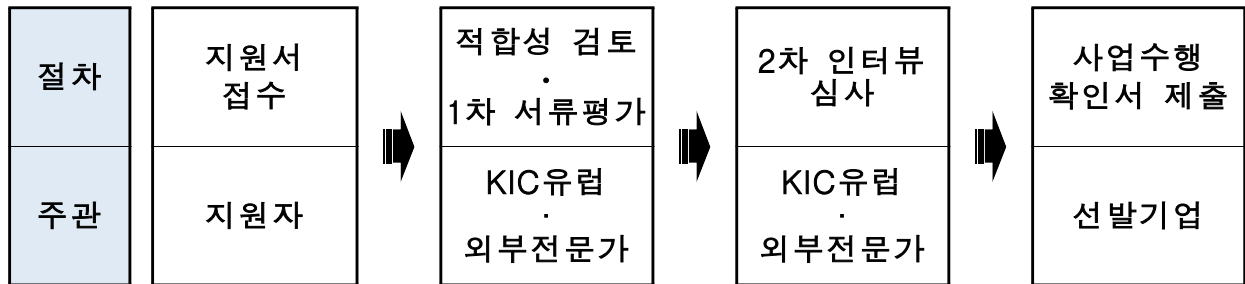 절차
지원서
접수
적합성 검토
·
1차 서류평가
2차 인터뷰
심사
사업수행
확인서 제출
주관
지원자
KIC유럽
·
외부전문가
KIC유럽
·
외부전문가
선발기업